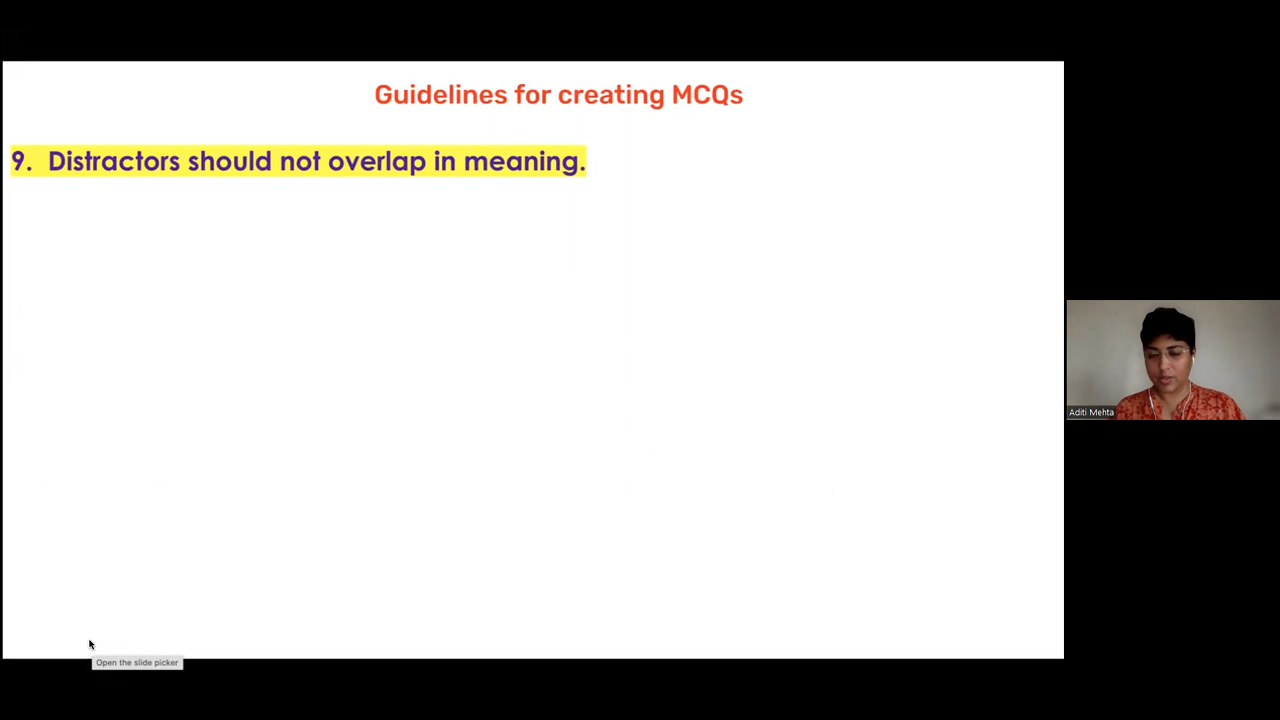 Guidelines for creating MCQs
9. Distractors should not overlap in meaning.
Aditi Mehta
Open the slide picker